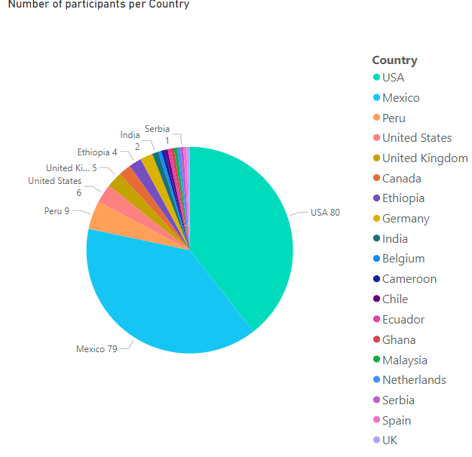 Number of participants per Country
Country
USA
Mexico
Peru
United States
United Kingdom
Canada
Ethiopia
Germany
India
Belgium
Cameroon
Chile
Ecuador
Ghana
Malaysia
Netherlands
Serbia
Spain
UK
Serbia
1
India
2
Ethiopia 4
United Ki... 5
United States
6
Peru 9
USA 80
Mexico 79